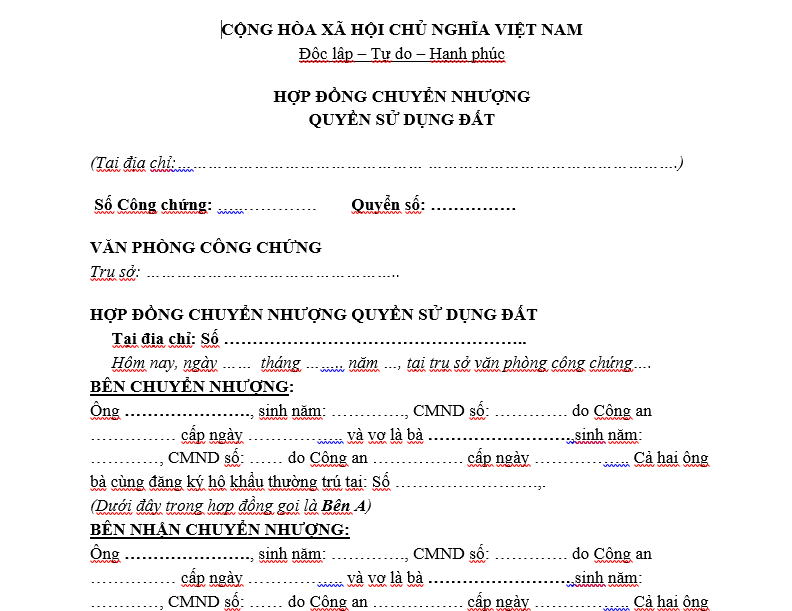 CỘNG HÒA XÃ HỘI CHỦ NGHĨA VIỆT NAM
Độc lập – Tự do – Hạnh phúc
HỢP ĐỒNG CHUYỂN NHƯỢNG
QUYỀN SỬ DỤNG ĐẤT
(Tại địa chỉ:………………………………………… ………………………………………….)
Số Công chứng: ……………… Quyển số: ……………
VĂN PHÒNG CÔNG CHỨNG
Trụ sở: …………………………………………..
HỢP ĐỒNG CHUYỂN NHƯỢNG QUYỀN SỬ DỤNG ĐẤT
Tại địa chỉ: Số ……………………………………………..
Hôm nay, ngày …… tháng …….. năm …, tại trụ sở văn phòng công chứng….
BÊN CHUYỂN NHƯỢNG:
Ông …………………., sinh năm: …………., CMND số: …………. do Công an
…………… cấp ngày …………….. và vợ là bà …………………….,sinh năm:
…………., CMND số: …… do Công an ……………. cấp ngày …………….. Cả hai ông
bà cùng đăng ký hộ khẩu thường trú tại: Số …………………….,.
(Dưới đây trong hợp đồng gọi là Bên A)
BÊN NHẬN CHUYỂN NHƯỢNG:
Ông …………………., sinh năm: …………., CMND số: …………. do Công an
…………… cấp ngày …………….. và vợ là bà …………………….,sinh năm:
…………., CMND số: …… do Công an ……………. cấp ngày …………….. Cả hai ông